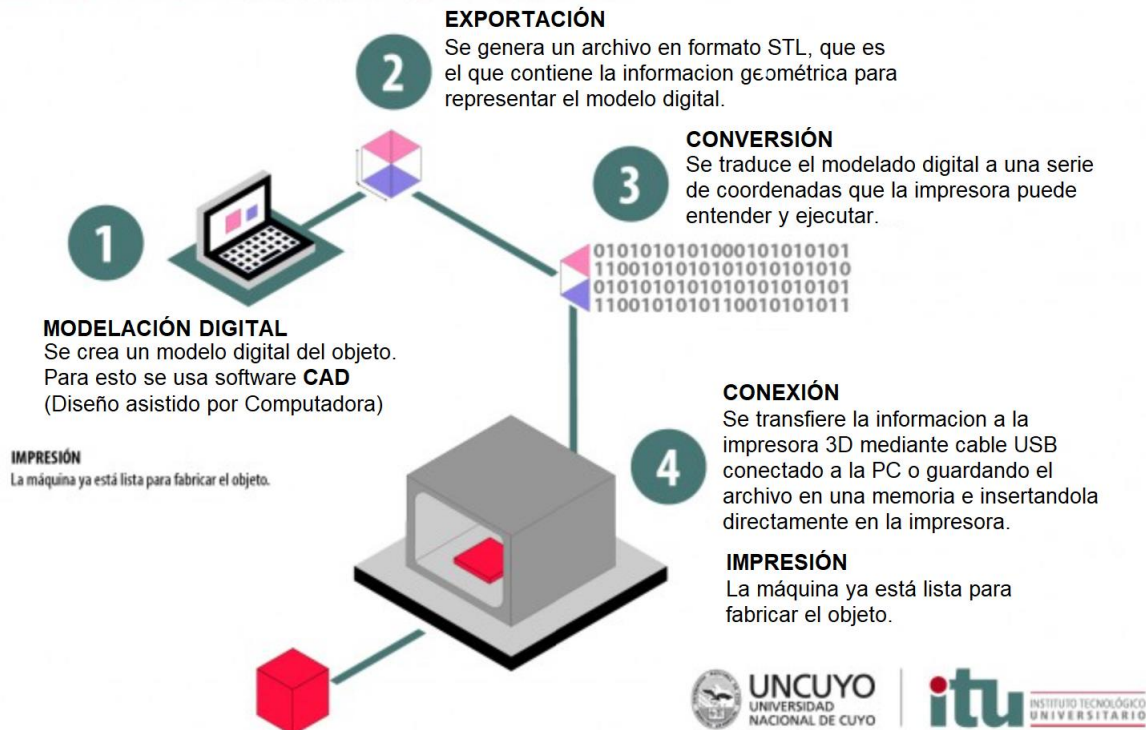 EXPORTACIÓN
2
Se genera un archivo en formato STL, que es
el que contiene la informacion geométrica para
representar el modelo digital.
CONVERSIÓN
3
Se traduce el modelado digital a una serie
de coordenadas que la impresora puede
entender y ejecutar.
1
0101010101000101010101
1100101010101010101010
0101010101010101010101
1100101010110010101011
MODELACIÓN DIGITAL
Se crea un modelo digital del objeto.
Para esto se usa software CAD
(Diseño asistido por Computadora)
IMPRESIÓN
La máquina ya está lista para fabricar el objeto.
CONEXIÓN
4
Se transfiere la informacion a la
impresora 3D mediante cable USB
conectado a la PC o guardando el
archivo en una memoria e insertandola
directamente en la impresora.
IMPRESIÓN
La máquina ya está lista para
fabricar el objeto.
UNCUYO
UNIVERSIDAD
NACIONAL DE CUYO
itu
INSTITUTO TECNOLÓGICO
UNIVERSITARIO